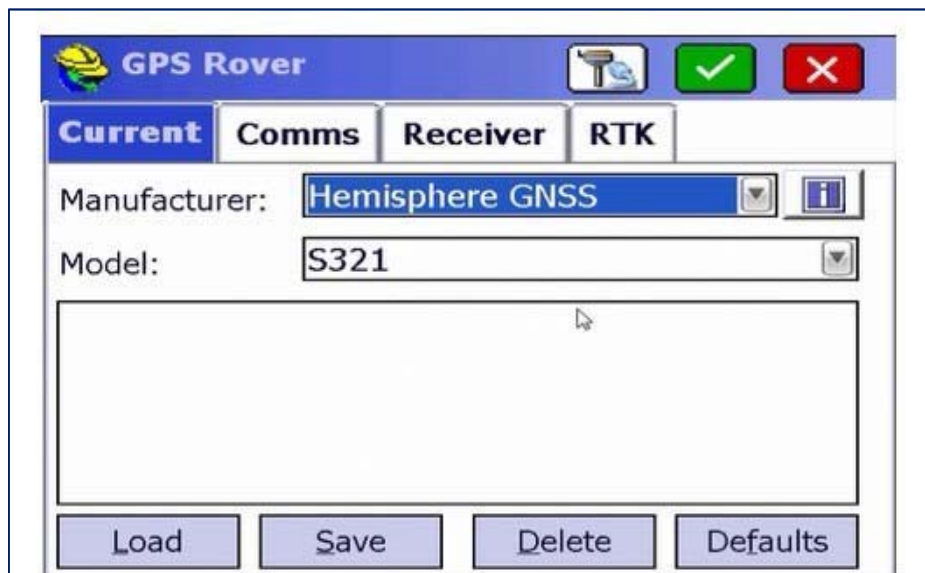 GPS Rover
Current Comms Receiver RTK
Manufacturer: Hemisphere GNSS
Model: S321
Load Save Delete Defaults